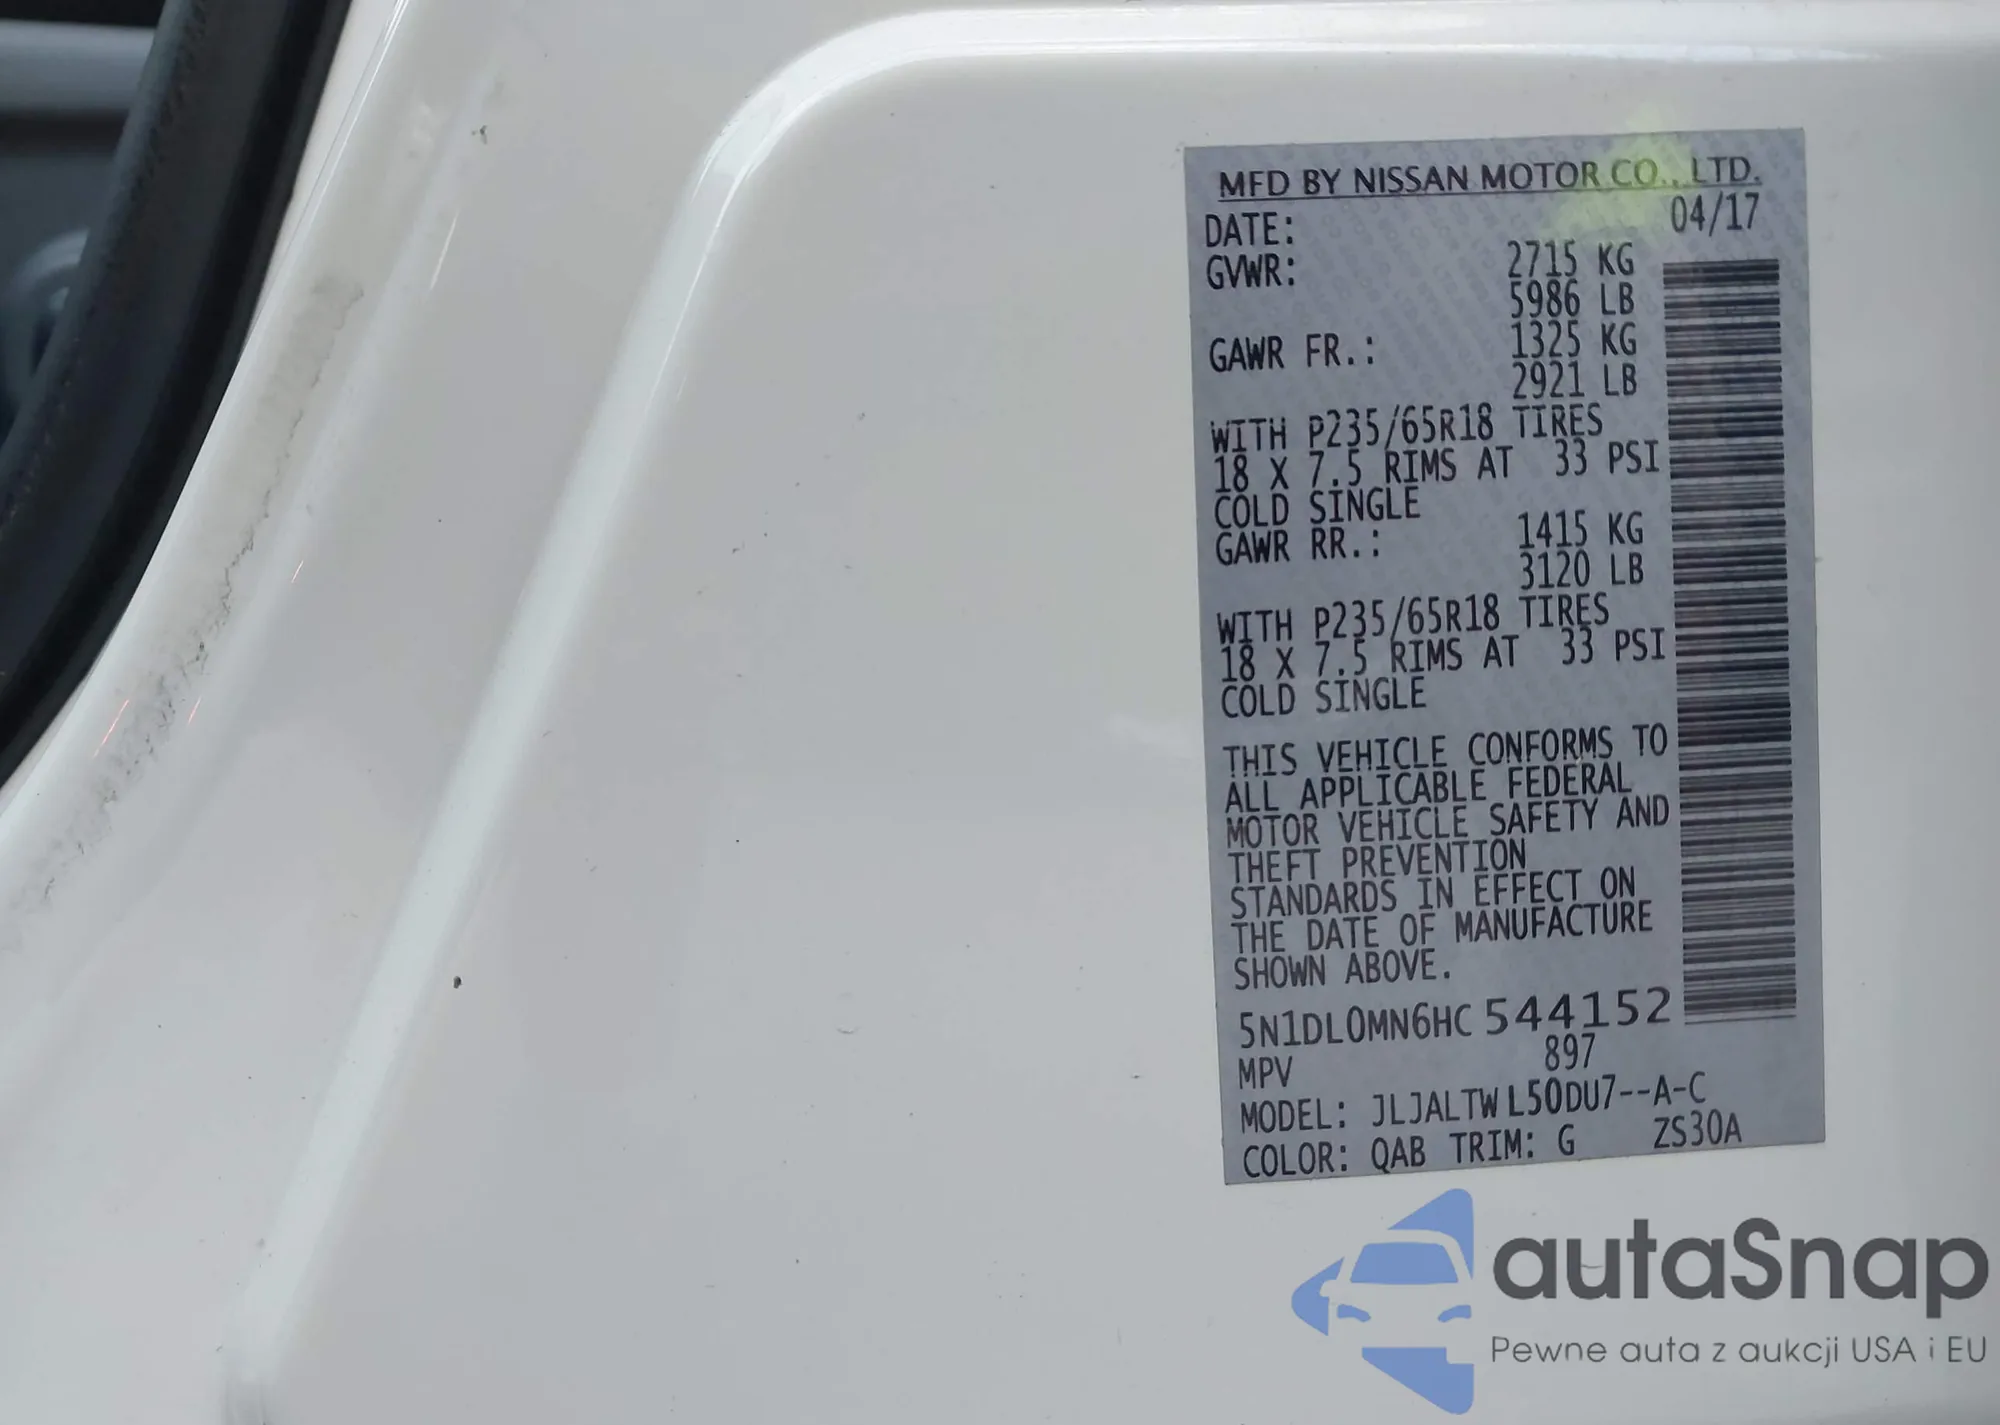 MFD BY NISSAN MOTOR CO., LTD.
DATE: 04/17
GVWR: 2715 KG
5986 LB
GAWR FR.: 1325 KG
2921 LB
WITH P235/65R18 TIRES
18 X 7.5 RIMS AT 33 PSI
COLD SINGLE
GAWR RR.: 1415 KG
3120 LB
WITH P235/65R18 TIRES
18 X 7.5 RIMS AT 33 PSI
COLD SINGLE
THIS VEHICLE CONFORMS TO
ALL APPLICABLE FEDERAL
MOTOR VEHICLE SAFETY AND
THEFT PREVENTION
STANDARDS IN EFFECT ON
THE DATE OF MANUFACTURE
SHOWN ABOVE.
5N1DL0MN6HC544152
MPV 897
MODEL: JLJALTWL50DU7--A-C
COLOR: QAB TRIM: G ZS30A
autaSnap
Pewne auta z aukcji USA i EU